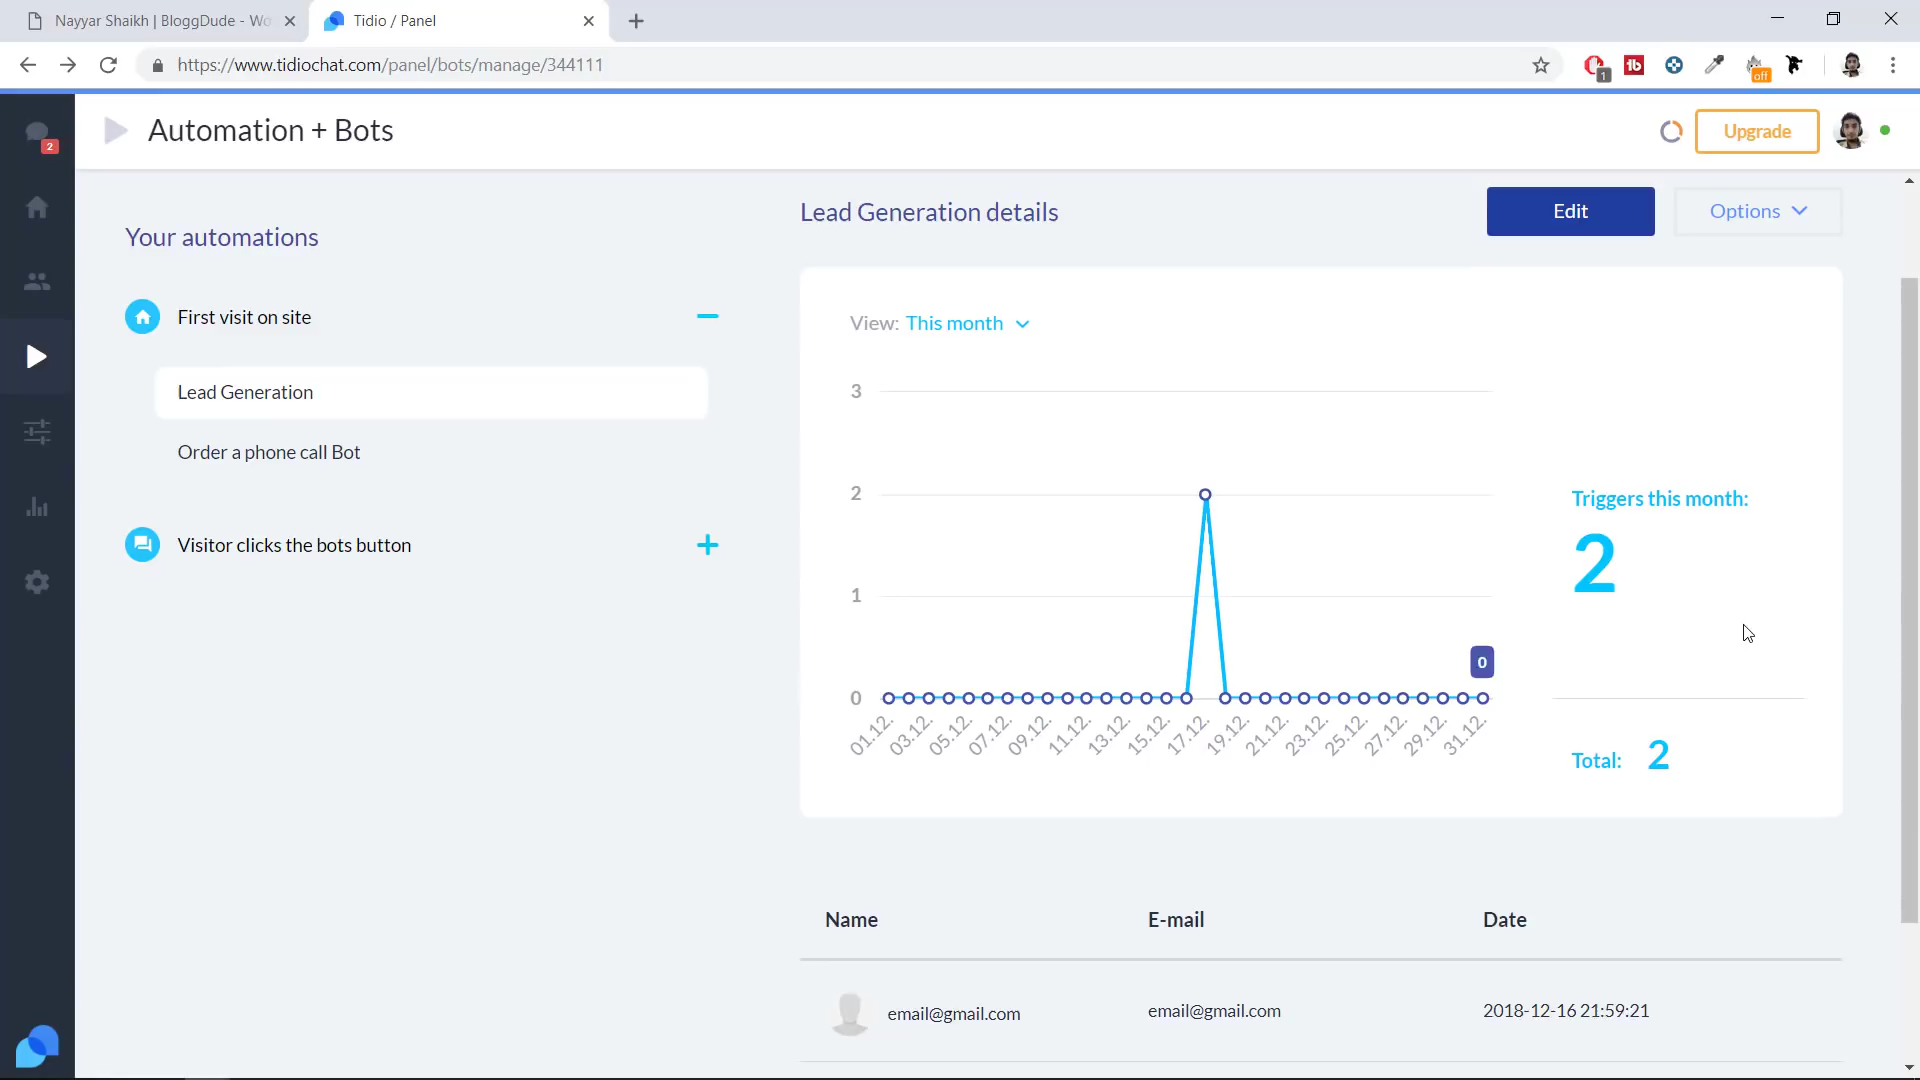 Nayyar Shaikh | BloggDude - Wo
Tidio / Panel
https://www.tidiochat.com/panel/bots/manage/344111
1
off
2
Automation + Bots
Upgrade
Your automations
First visit on site
Lead Generation
Order a phone call Bot
Visitor clicks the bots button
Lead Generation details
Edit
Options
View: This month
3
2
1
0
0
01.12. 03.12. 05.12. 07.12. 09.12. 11.12. 13.12. 15.12. 17.12. 19.12. 21.12. 23.12. 25.12. 27.12. 29.12. 31.12.
Triggers this month:
2
Total: 2
Name E-mail Date
email@gmail.com email@gmail.com 2018-12-16 21:59:21